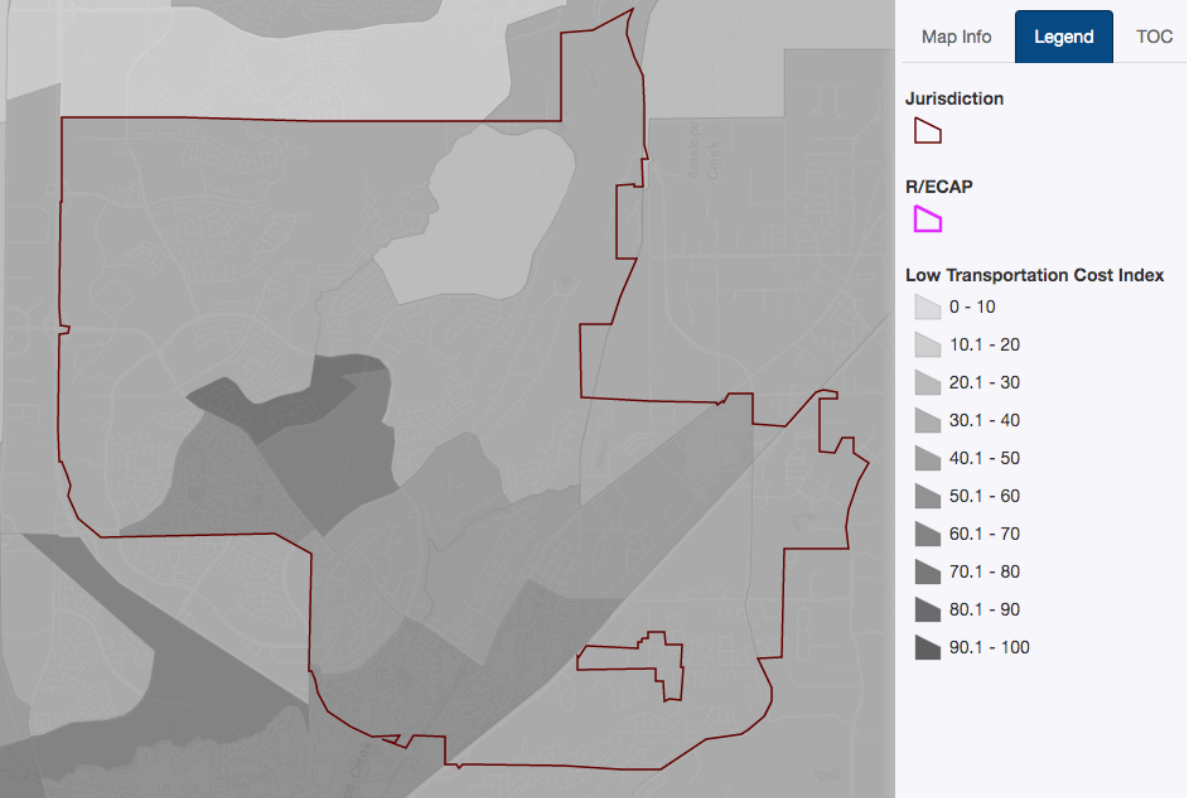 Map Info Legend TOC
Jurisdiction
R/ECAP
Low Transportation Cost Index
0 - 10
10.1 - 20
20.1 - 30
30.1 - 40
40.1 - 50
50.1 - 60
60.1 - 70
70.1 - 80
80.1 - 90
90.1 - 100
Antelope
Creek
Creek